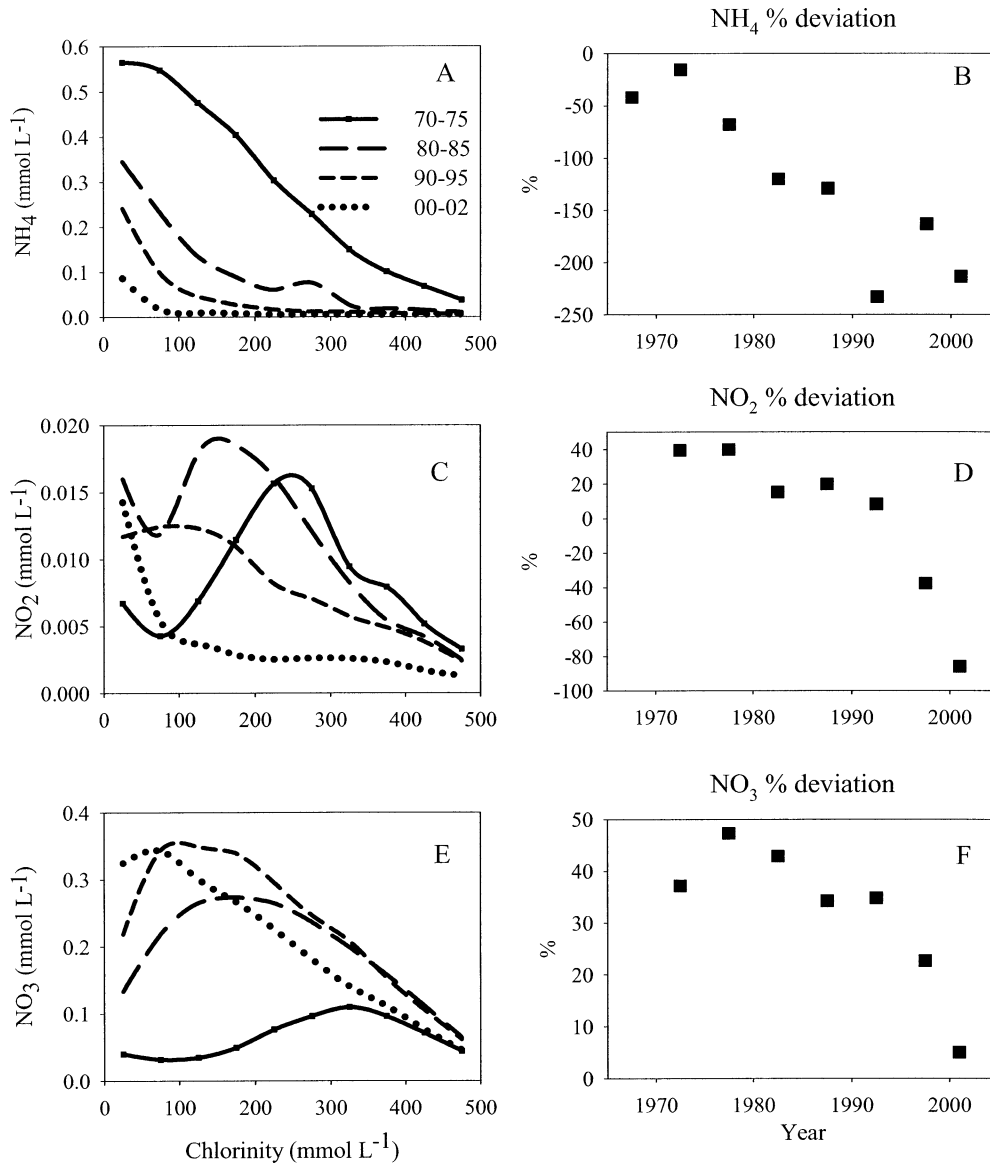 NH4 % deviation
A
NH4 (mmol L-1)
0.6
0.5
0.4
0.3
0.2
0.1
0.0
70-75
80-85
90-95
00-02
0 100 200 300 400 500
B
%
0
-50
-100
-150
-200
-250
1970 1980 1990 2000
NO2 % deviation
C
NO2 (mmol L-1)
0.020
0.015
0.010
0.005
0.000
0 100 200 300 400 500
D
%
40
20
0
-20
-40
-60
-80
-100
1970 1980 1990 2000
NO3 % deviation
E
NO3 (mmol L-1)
0.4
0.3
0.2
0.1
0.0
0 100 200 300 400 500
Chlorinity (mmol L-1)
F
%
50
40
30
20
10
0
1970 1980 1990 2000
Year